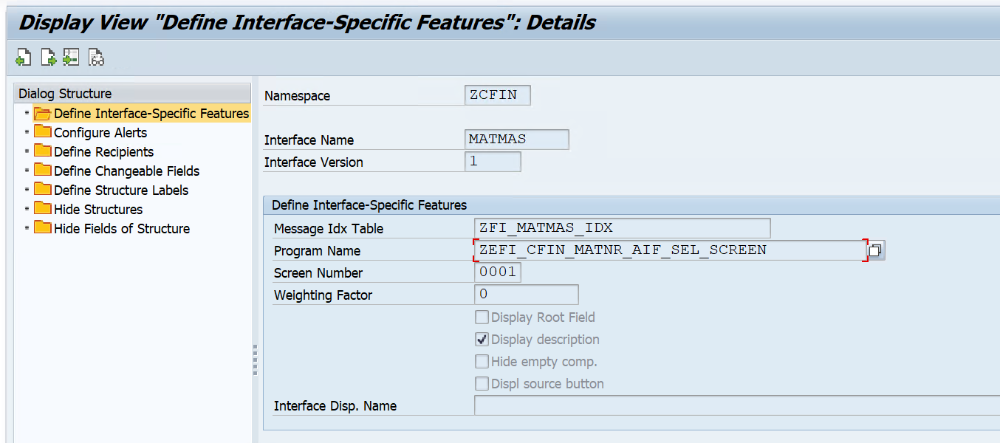 Display View "Define Interface-Specific Features": Details
Dialog Structure
Define Interface-Specific Features
Configure Alerts
Define Recipients
Define Changeable Fields
Define Structure Labels
Hide Structures
Hide Fields of Structure
Namespace ZCFIN
Interface Name MATMAS
Interface Version 1
Define Interface-Specific Features
Message Idx Table ZFI_MATMAS_IDX
Program Name ZEFI_CFIN_MATNR_AIF_SEL_SCREEN
Screen Number 0001
Weighting Factor 0
Display Root Field
Display description
Hide empty comp.
Displ source button
Interface Disp. Name